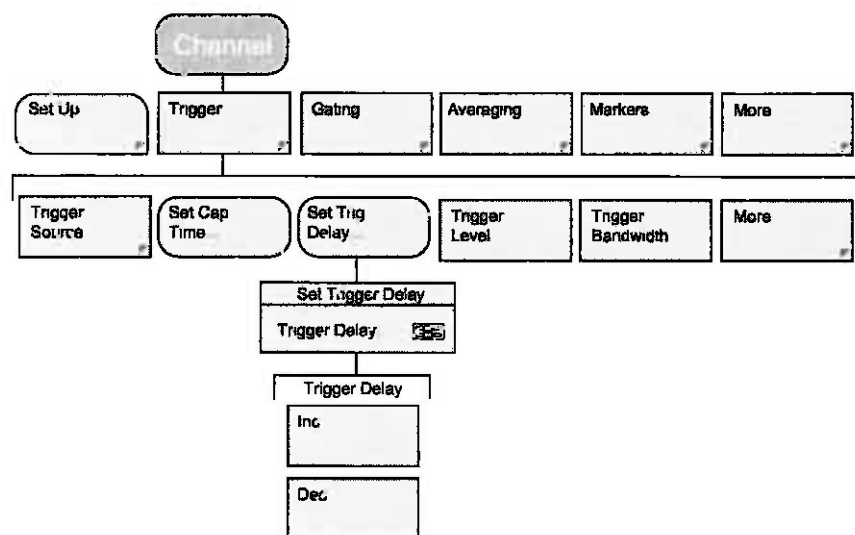 Channel
Set Up
Trigger
Gating
Averaging
Markers
More
Trigger
Source
Set Cap
Time
Set Trig
Delay
Trigger
Level
Trigger
Bandwidth
More
Set Trigger Delay
Trigger Delay
Trigger Delay
Inc
Dec